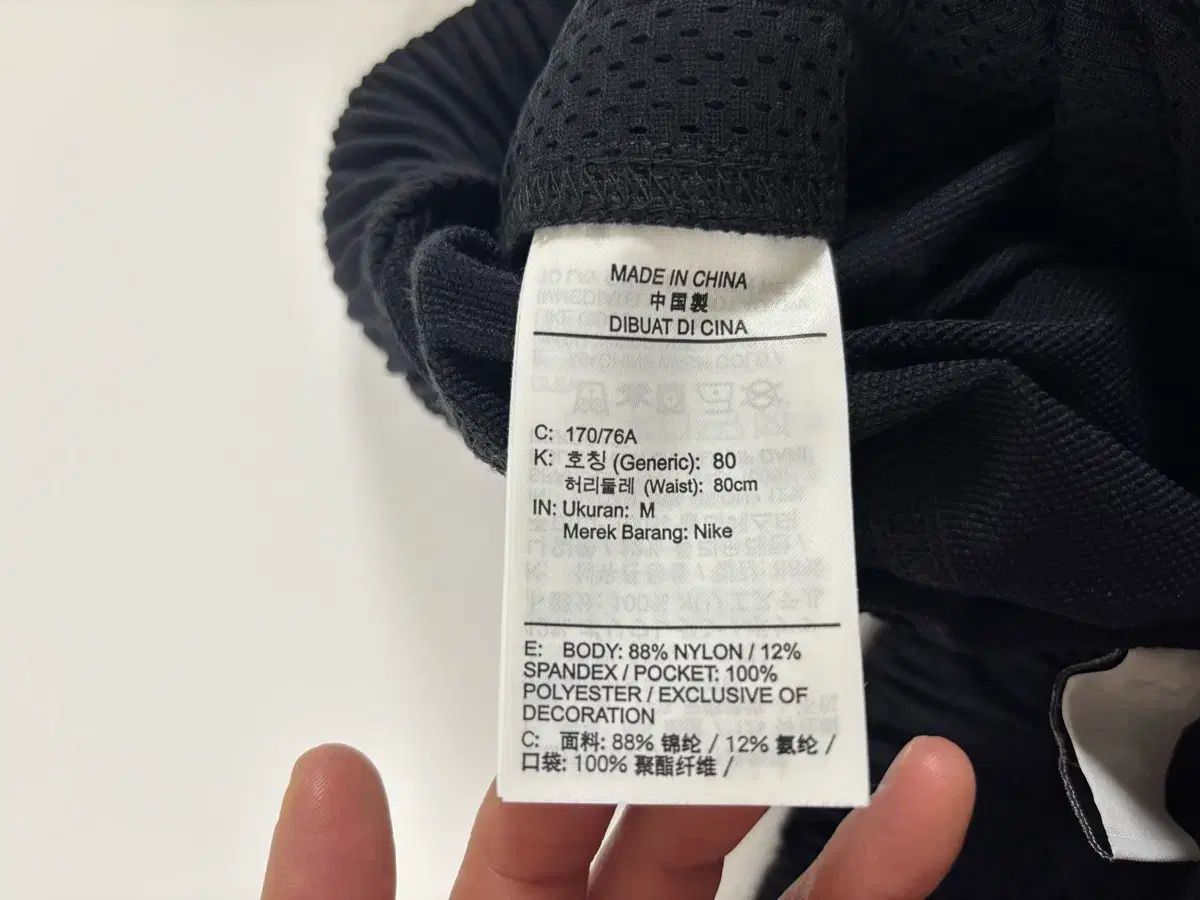 MADE IN CHINA
中国製
DIBUAT DI CINA
C: 170/76A
K: 호칭 (Generic): 80
허리둘레 (Waist): 80cm
IN: Ukuran: M
Merek Barang: Nike
E: BODY: 88% NYLON / 12%
SPANDEX / POCKET: 100%
POLYESTER / EXCLUSIVE OF
DECORATION
C: 面料: 88% 锦纶 / 12% 氨纶 /
口袋: 100% 聚酯纤维 /